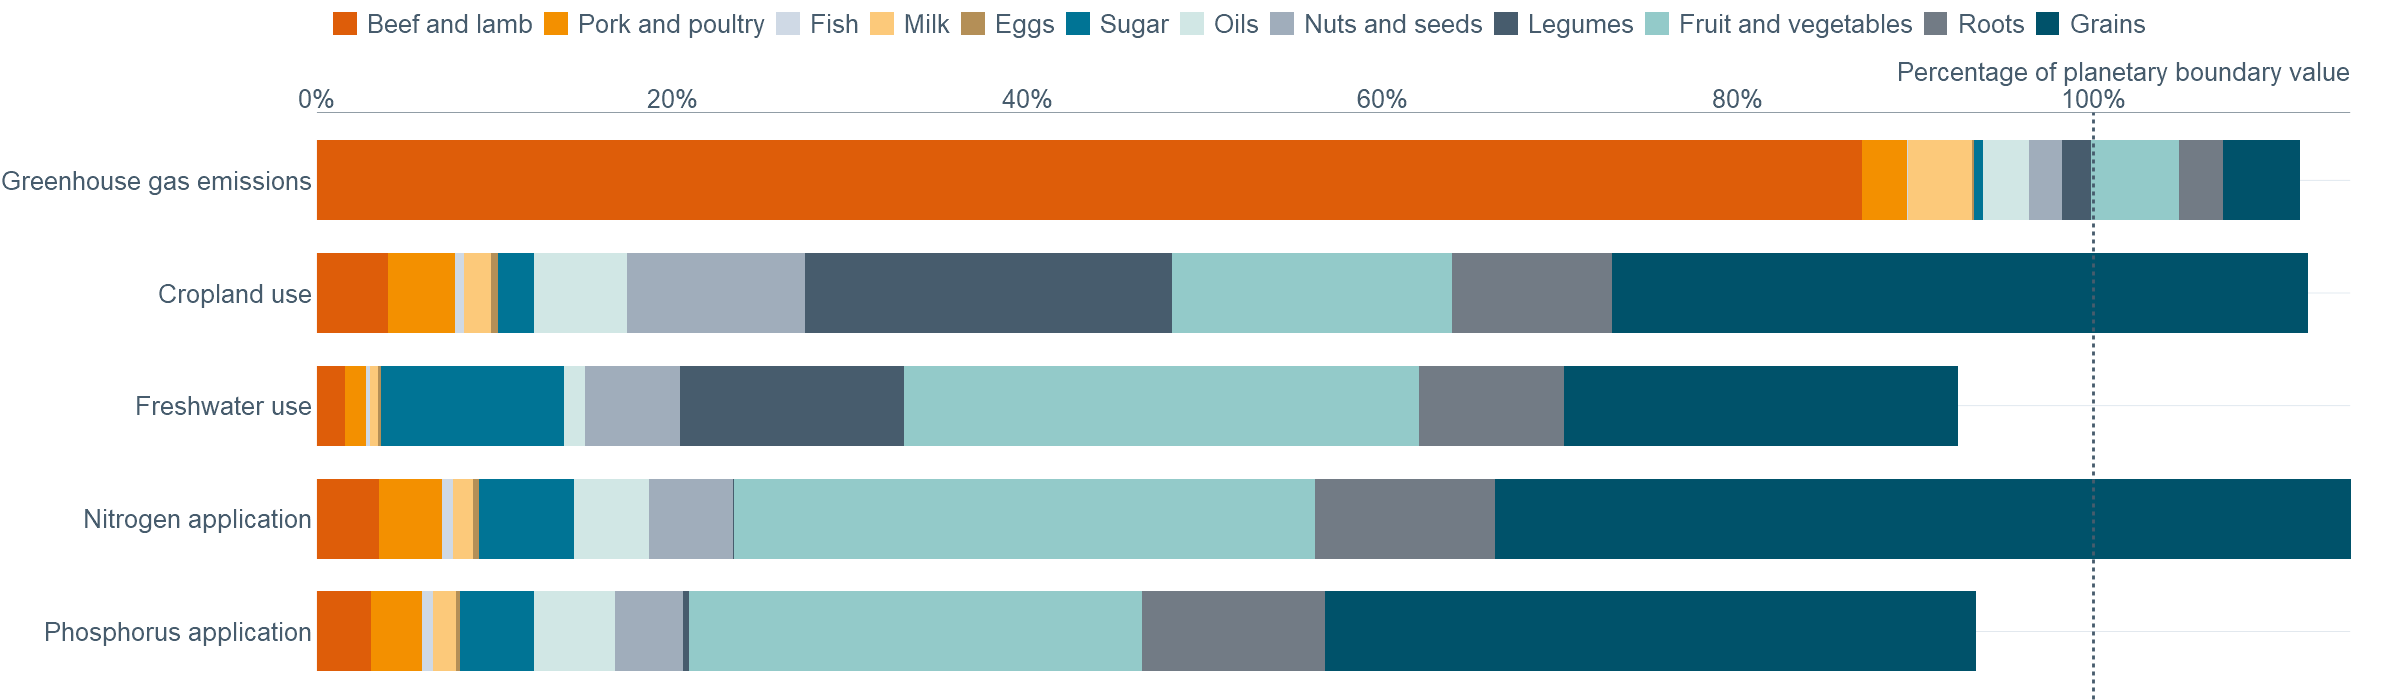 Beef and lamb Pork and poultry Fish Milk Eggs Sugar Oils Nuts and seeds Legumes Fruit and vegetables Roots Grains
Percentage of planetary boundary value
0% 20% 40% 60% 80% 100%
Greenhouse gas emissions
Cropland use
Freshwater use
Nitrogen application
Phosphorus application